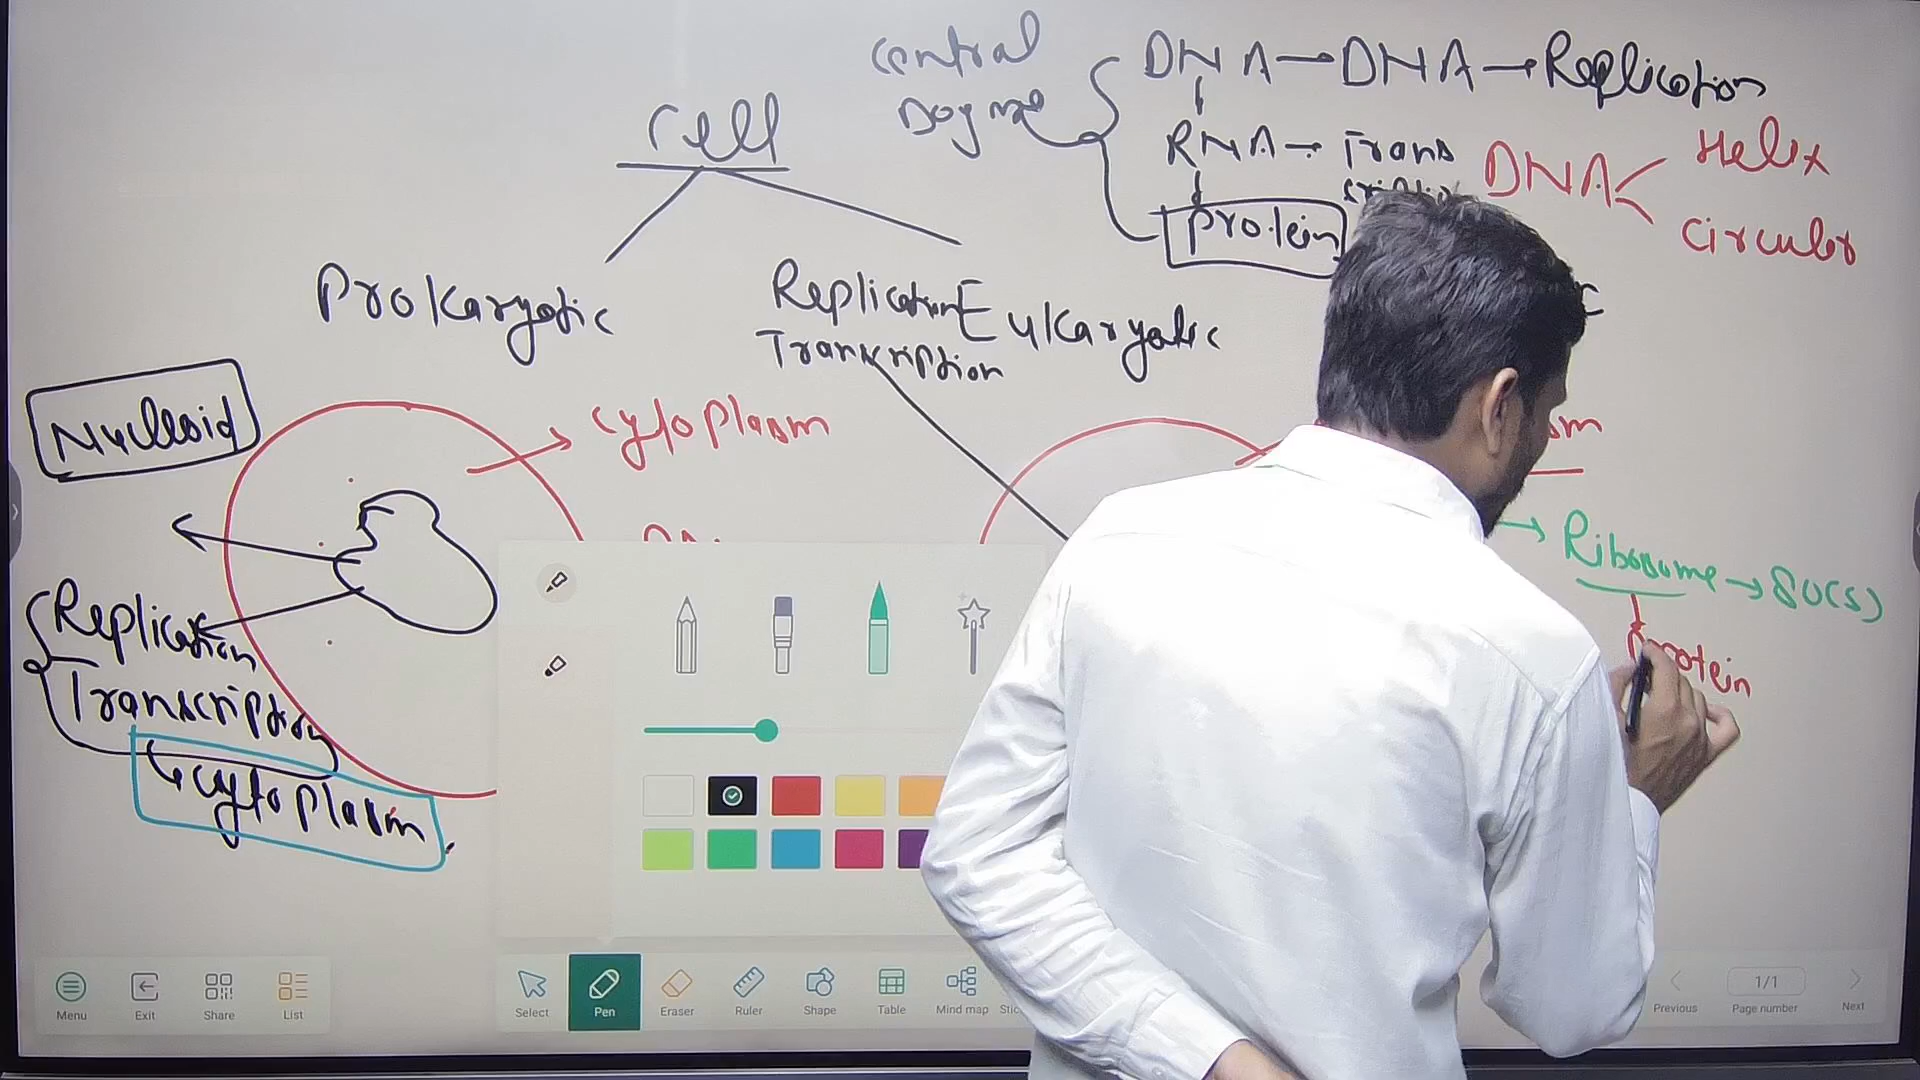 Central
Dogma
DNA → DNA → Replication
RNA → Trans
Protein
DNA
Helix
Circular
Cell
Prokaryotic
Replication
Transcription
Eukaryotic
Nucleoid
Cytoplasm
Replication
Transcription
Cytoplasm
sm
Ribosome → 80(S)
Protein
Menu
Exit
Share
List
Select
Pen
Eraser
Ruler
Shape
Table
Mind map
Previous
1/1
Page number
Next